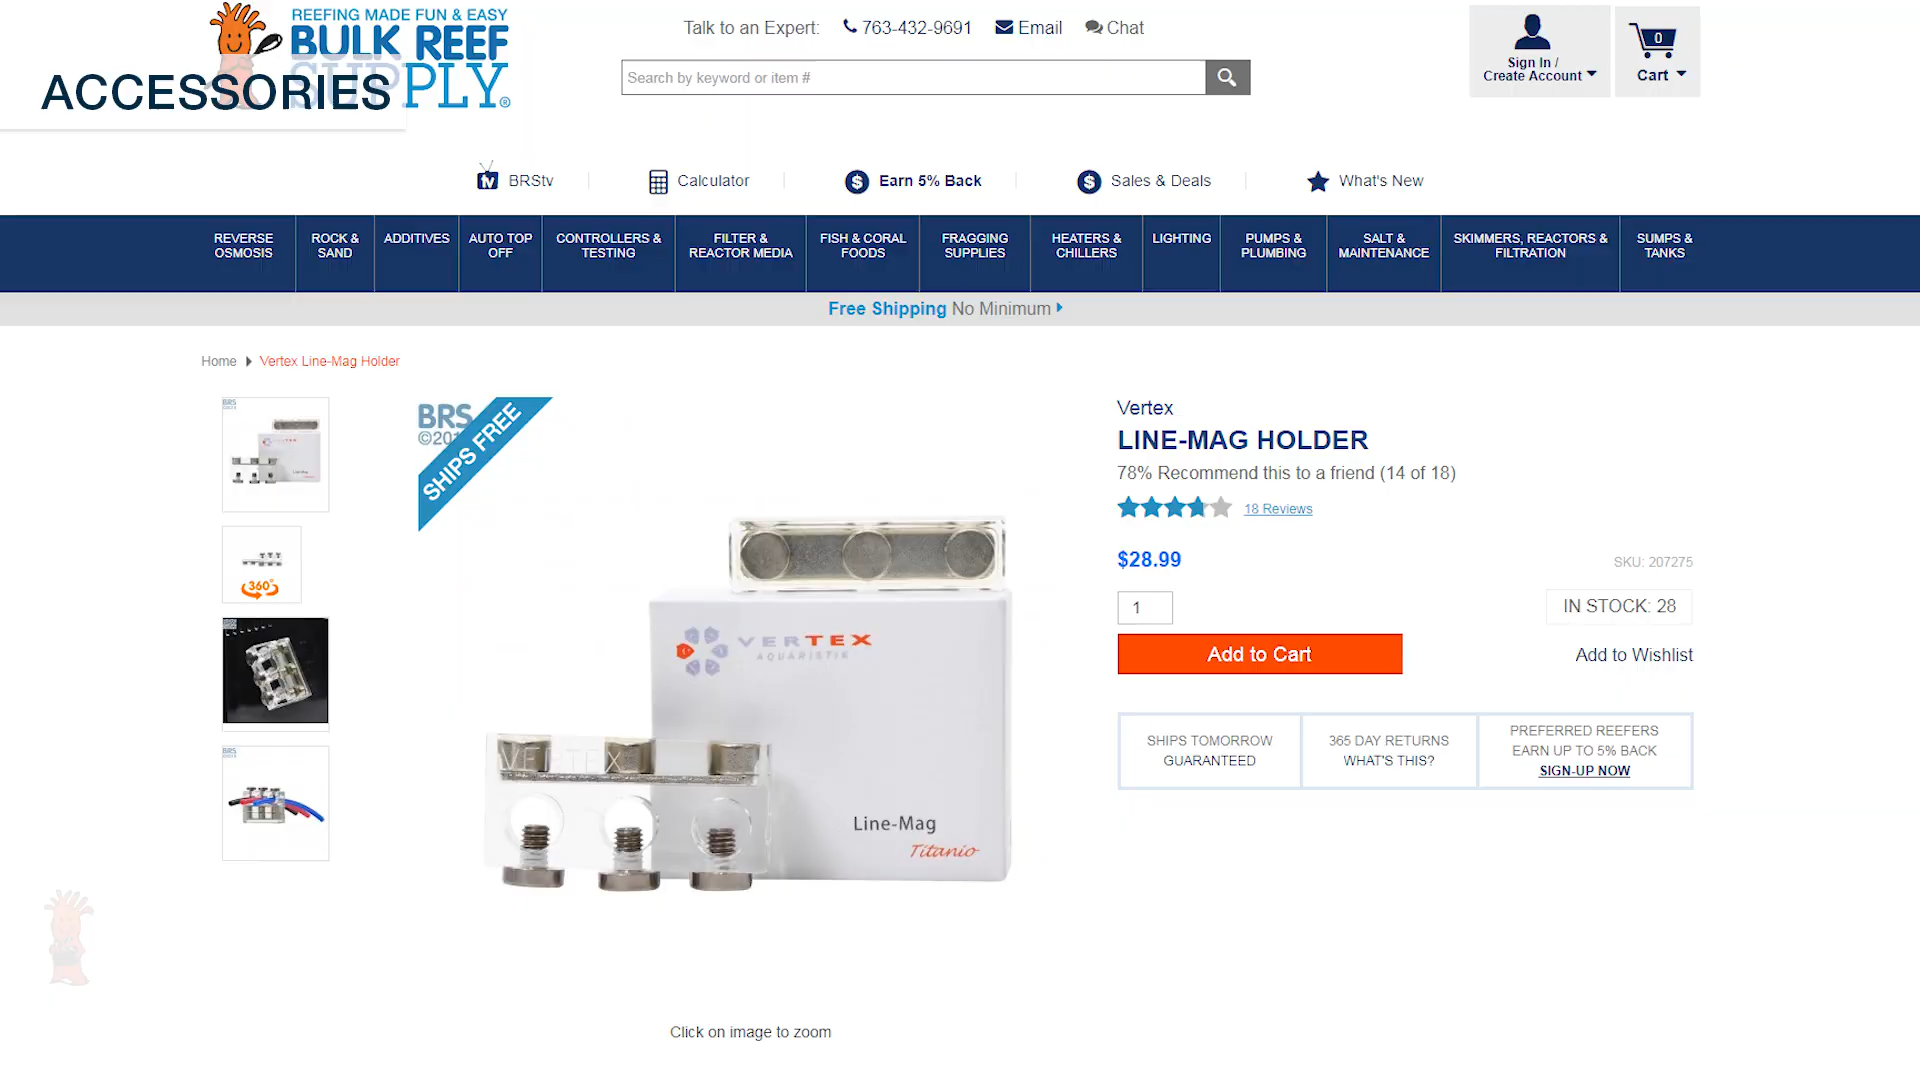 REEFING MADE FUN & EASY
BULK REEF
SUPPLY®
ACCESSORIES
Talk to an Expert: 763-432-9691 Email Chat
Search by keyword or item #
Sign In /
Create Account
0
Cart
tv BRStv
Calculator
$ Earn 5% Back
$ Sales & Deals
What's New
REVERSE
OSMOSIS
ROCK &
SAND
ADDITIVES
AUTO TOP
OFF
CONTROLLERS &
TESTING
FILTER &
REACTOR MEDIA
FISH & CORAL
FOODS
FRAGGING
SUPPLIES
HEATERS &
CHILLERS
LIGHTING
PUMPS &
PLUMBING
SALT &
MAINTENANCE
SKIMMERS, REACTORS &
FILTRATION
SUMPS &
TANKS
Free Shipping No Minimum
Home Vertex Line-Mag Holder
BRS
360°
BRS
BRS
©201
SHIPS FREE
VERTEX
AQUARISTIK
VERTEX
Line-Mag
Titanio
Click on image to zoom
Vertex
LINE-MAG HOLDER
78% Recommend this to a friend (14 of 18)
18 Reviews
$28.99
SKU: 207275
1
IN STOCK: 28
Add to Cart
Add to Wishlist
SHIPS TOMORROW
GUARANTEED
365 DAY RETURNS
WHAT'S THIS?
PREFERRED REEFERS
EARN UP TO 5% BACK
SIGN-UP NOW